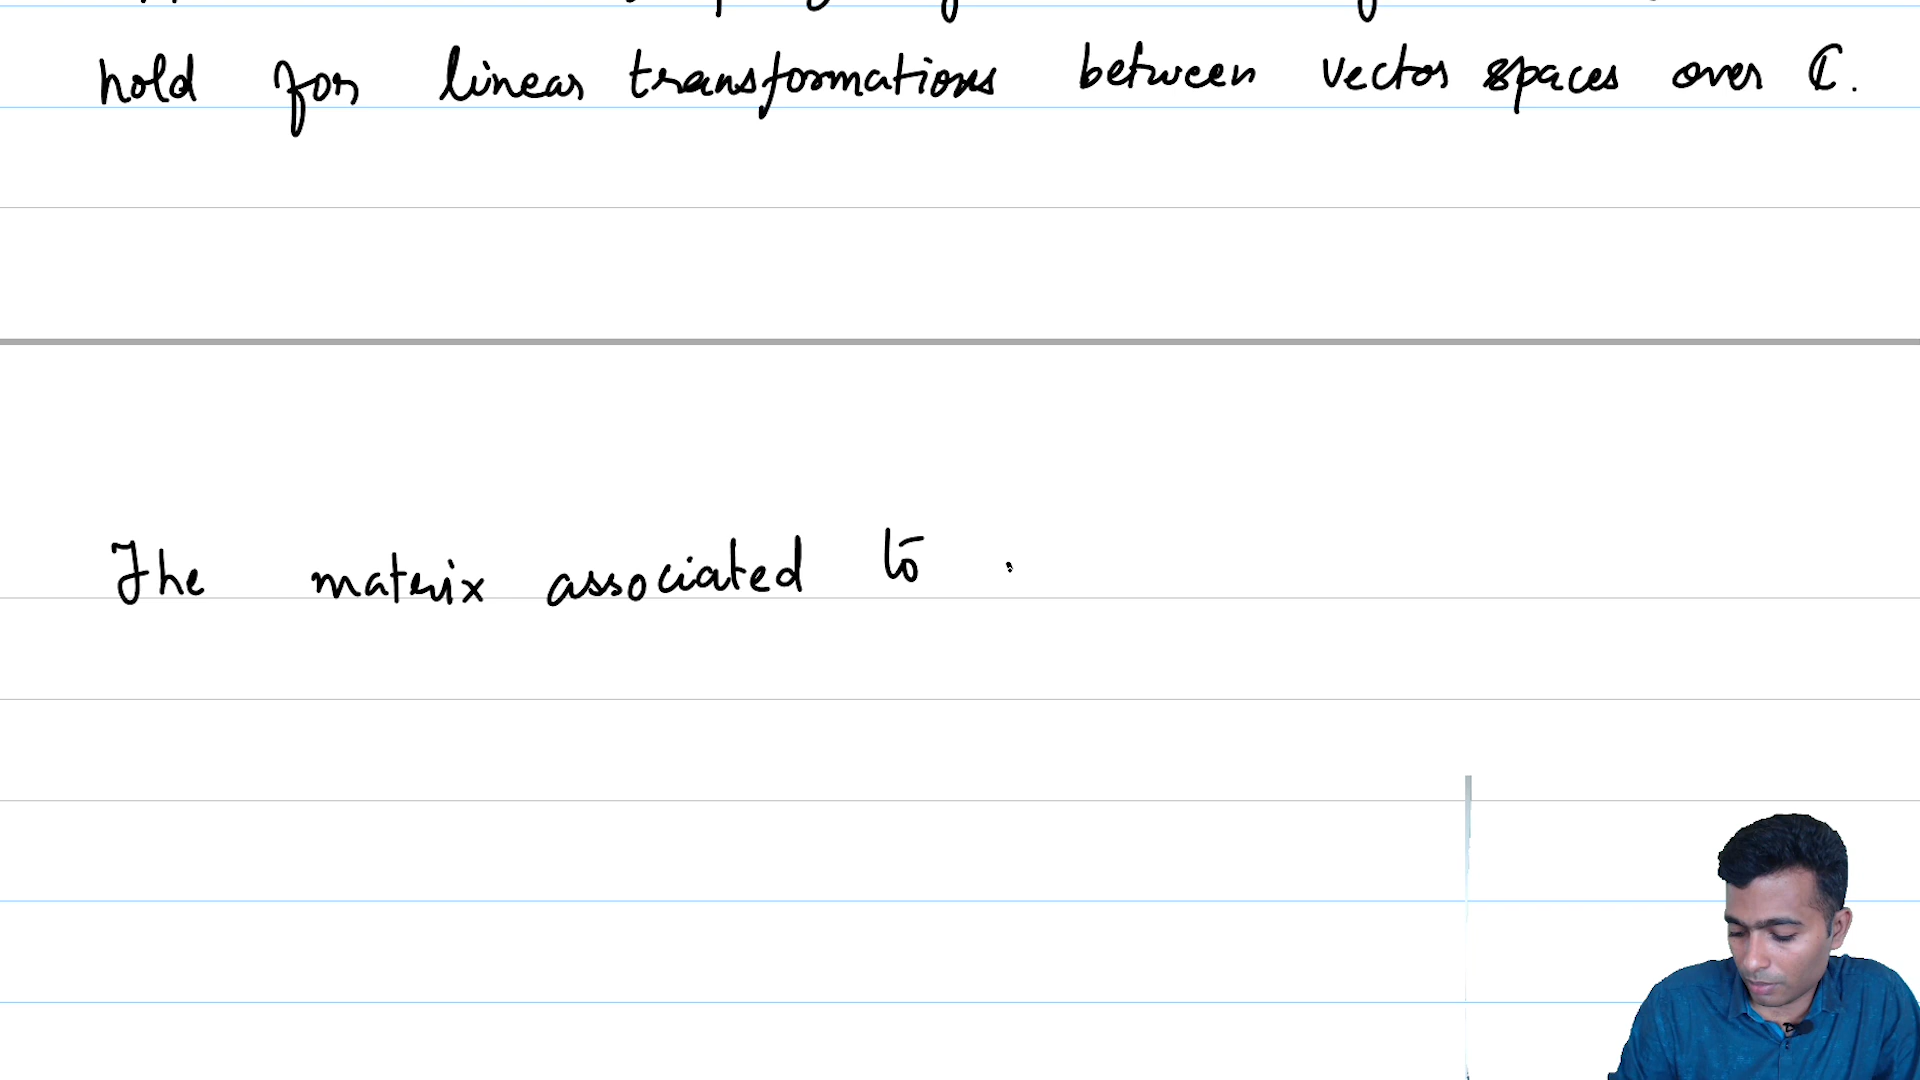 hold for linear transformations between vector spaces over ℂ.
The matrix associated to